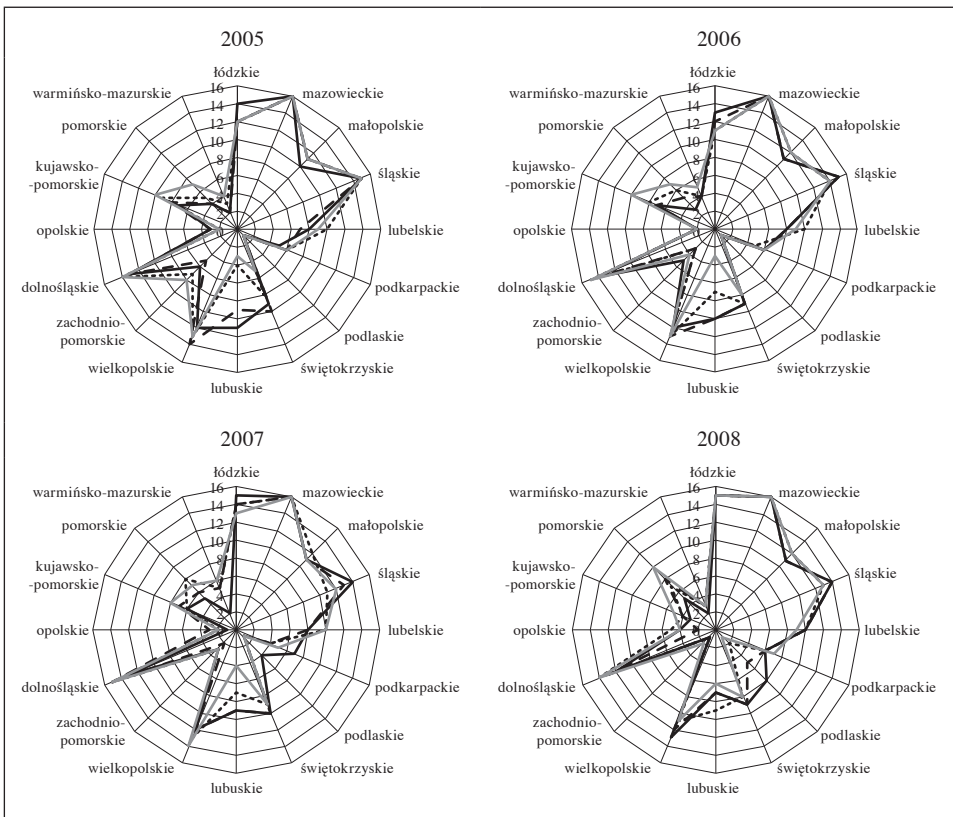 2005
łódzkie
warmińsko-mazurskie
mazowieckie
pomorskie
małopolskie
kujawsko-
-pomorskie
śląskie
opolskie
lubelskie
dolnośląskie
podkarpackie
zachodnio-
pomorskie
podlaskie
wielkopolskie
świętokrzyskie
lubuskie
16
14
12
10
8
6
4
2
0
2006
łódzkie
warmińsko-mazurskie
mazowieckie
pomorskie
małopolskie
kujawsko-
-pomorskie
śląskie
opolskie
lubelskie
dolnośląskie
podkarpackie
zachodnio-
pomorskie
podlaskie
wielkopolskie
świętokrzyskie
lubuskie
16
14
12
10
8
6
4
2
0
2007
łódzkie
warmińsko-mazurskie
mazowieckie
pomorskie
małopolskie
kujawsko-
-pomorskie
śląskie
opolskie
lubelskie
dolnośląskie
podkarpackie
zachodnio-
pomorskie
podlaskie
wielkopolskie
świętokrzyskie
lubuskie
16
14
12
10
8
6
4
2
0
2008
łódzkie
warmińsko-mazurskie
mazowieckie
pomorskie
małopolskie
kujawsko-
-pomorskie
śląskie
opolskie
lubelskie
dolnośląskie
podkarpackie
zachodnio-
pomorskie
podlaskie
wielkopolskie
świętokrzyskie
lubuskie
16
14
12
10
8
6
4
2
0